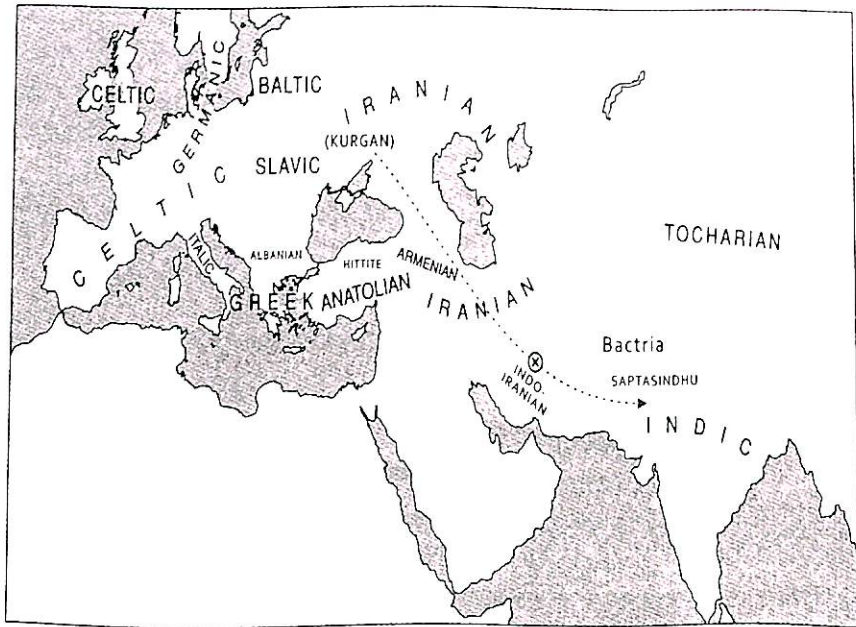 CELTIC
GERMANIC
BALTIC
IRANIAN
(KURGAN)
SLAVIC
CELTIC
ITALIC
ALBANIAN
HITTITE
ARMENIAN
TOCHARIAN
GREEK
ANATOLIAN
IRANIAN
Bactria
INDO.
IRANIAN
SAPTASINDHU
INDIC